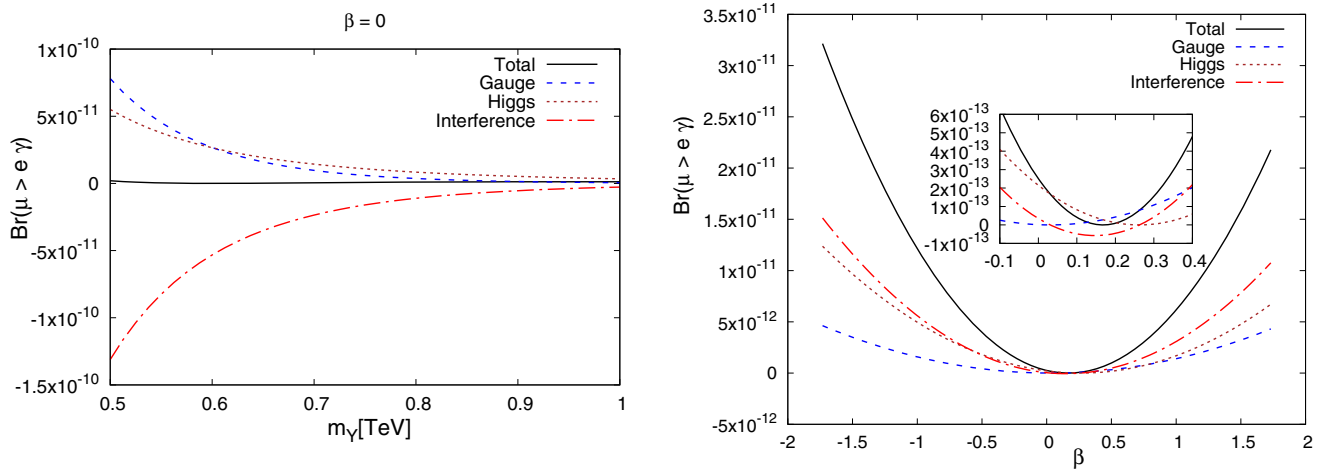 β = 0
1x10⁻¹⁰
5x10⁻¹¹
0
-5x10⁻¹¹
-1x10⁻¹⁰
-1.5x10⁻¹⁰
Br(μ > e γ)
Total
Gauge
Higgs
Interference
0.5 0.6 0.7 0.8 0.9 1
m_Y[TeV]
3.5x10⁻¹¹
3x10⁻¹¹
2.5x10⁻¹¹
2x10⁻¹¹
1.5x10⁻¹¹
1x10⁻¹¹
5x10⁻¹²
0
-5x10⁻¹²
Br(μ > e γ)
Total
Gauge
Higgs
Interference
6x10⁻¹³
5x10⁻¹³
4x10⁻¹³
3x10⁻¹³
2x10⁻¹³
1x10⁻¹³
0
-1x10⁻¹³
-0.1 0 0.1 0.2 0.3 0.4
-2 -1.5 -1 -0.5 0 0.5 1 1.5 2
β